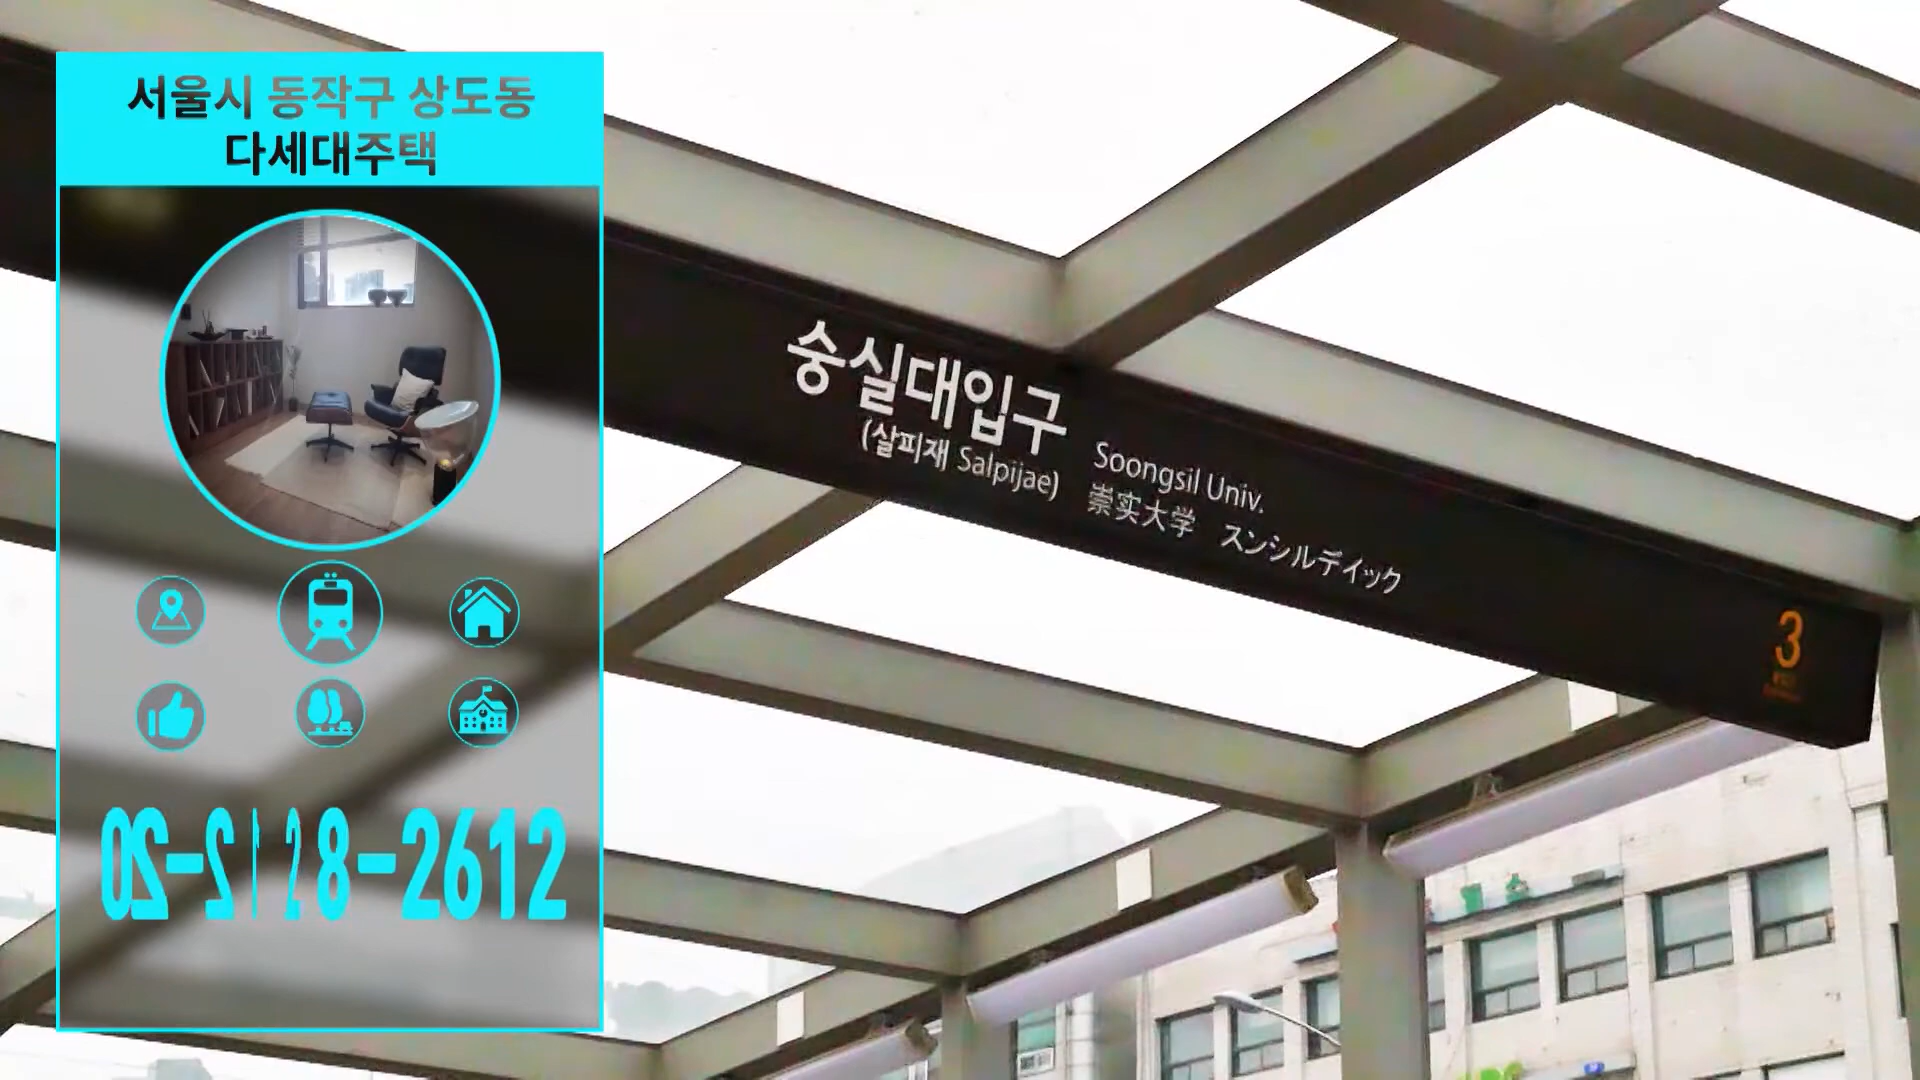 서울시 동작구 상도동
다세대주택
02-2128-2612
숭실대입구
(살피재 Salpijae)
Soongsil Univ.
崇实大学 スンシルデイック
3